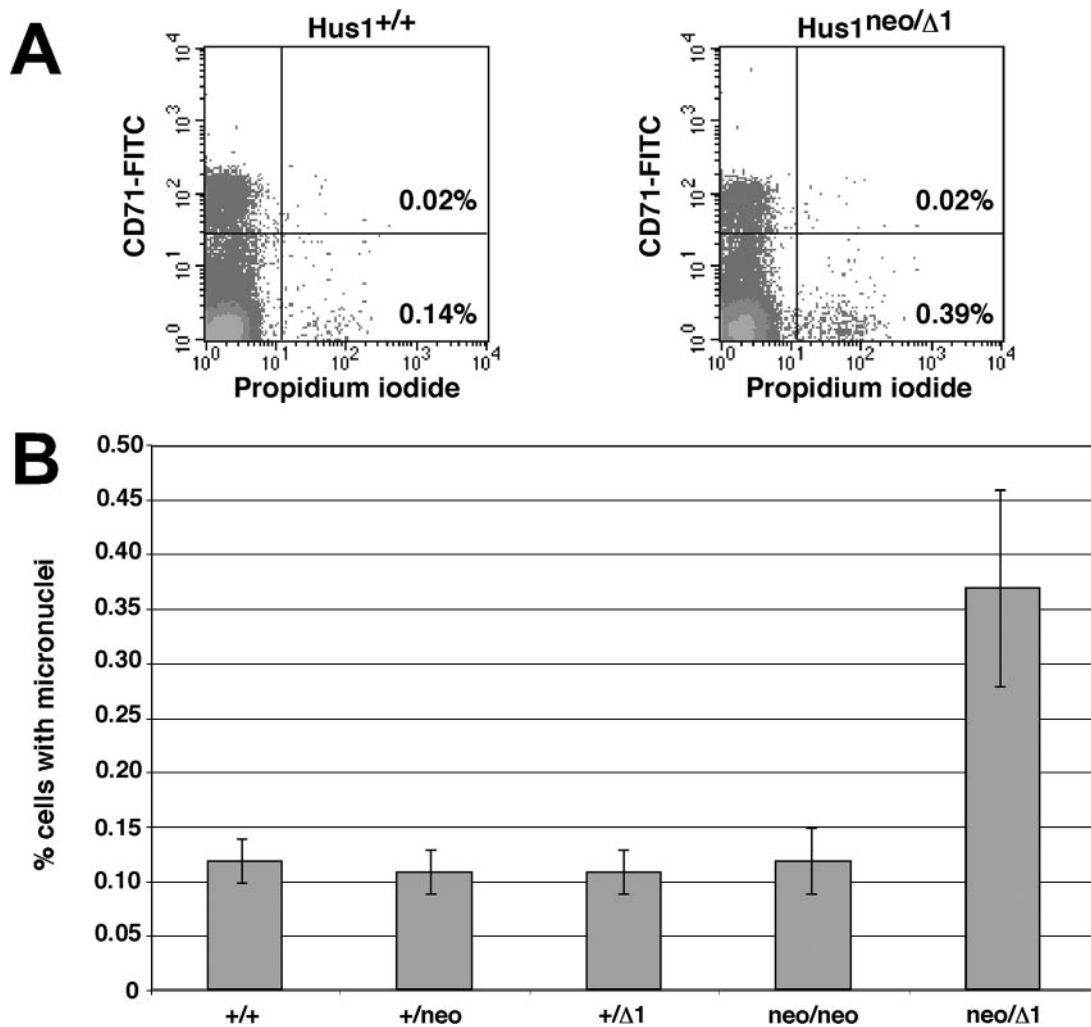 A
Hus1+/+
CD71-FITC
10^4
10^3
10^2
10^1
10^0
0.02%
0.14%
10^0 10^1 10^2 10^3 10^4
Propidium iodide
Hus1neo/Δ1
CD71-FITC
10^4
10^3
10^2
10^1
10^0
0.02%
0.39%
10^0 10^1 10^2 10^3 10^4
Propidium iodide
B
% cells with micronuclei
0.50
0.45
0.40
0.35
0.30
0.25
0.20
0.15
0.10
0.05
0
+/+ +/neo +/Δ1 neo/neo neo/Δ1